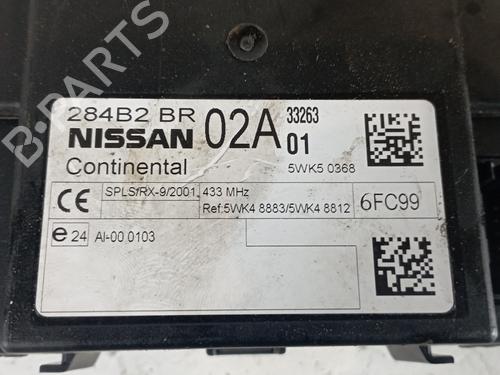 B-PARTS
284B2 BR
NISSAN
02A
33263
01
Continental
5WK5 0368
CE
SPLSfRX-9/2001
433 MHz
Ref:5WK4 8883/5WK4 8812
6FC99
e 24
AI-00 0103